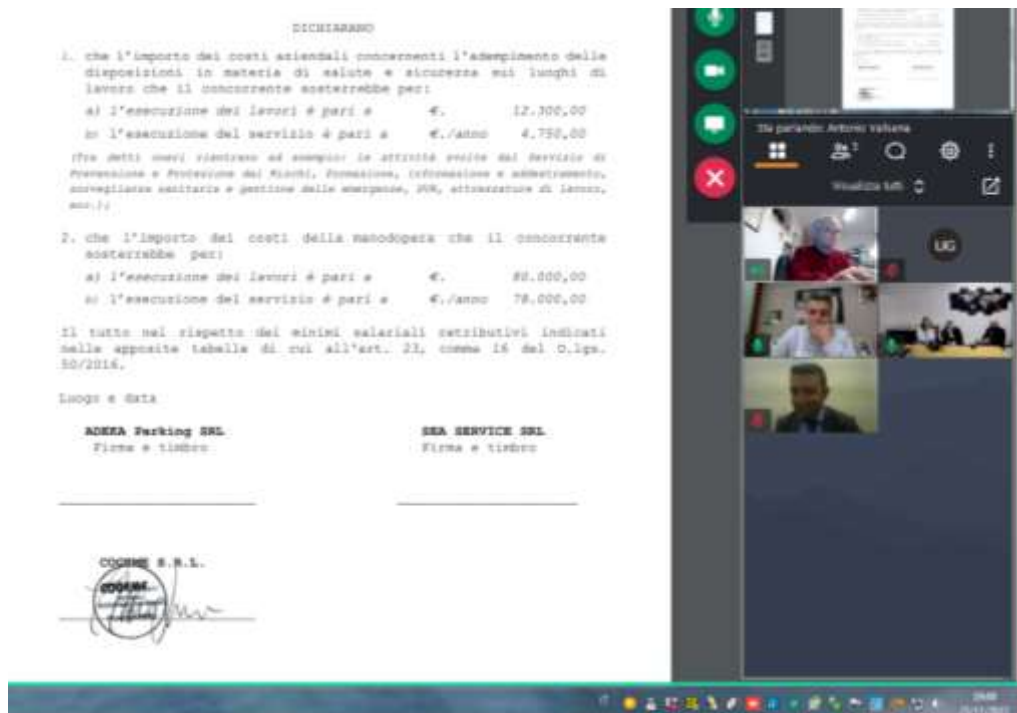 DICHIARANO
1. che l'importo dei costi aziendali concernenti l'adempimento delle
disposizioni in materia di salute e sicurezza sui luoghi di
lavoro che il concorrente sosterrebbe per:
a) l'esecuzione dei lavori è pari a €. 12.300,00
b) l'esecuzione del servizio è pari a €./anno 4.750,00
(Tra detti oneri rientrano ad esempio: le attività svolte dal Servizio di
Prevenzione e Protezione dai Rischi, formazione, informazione e addestramento,
sorveglianza sanitaria e gestione delle emergenze, DVR, attrezzature di lavoro,
ecc.);
2. che l'importo dei costi della manodopera che il concorrente
sosterrebbe per:
a) l'esecuzione dei lavori è pari a €. 80.000,00
b) l'esecuzione del servizio è pari a €./anno 78.000,00
Il tutto nel rispetto dei minimi salariali retributivi indicati
nelle apposite tabelle di cui all'art. 23, comma 16 del D.lgs.
50/2016.
Luogo e data
ADEKA Parking SRL SEA SERVICE SRL
Firma e timbro Firma e timbro
COGEME S.R.L.
COGEME
Sta parlando: Antonio
Visualizza tutti
UG